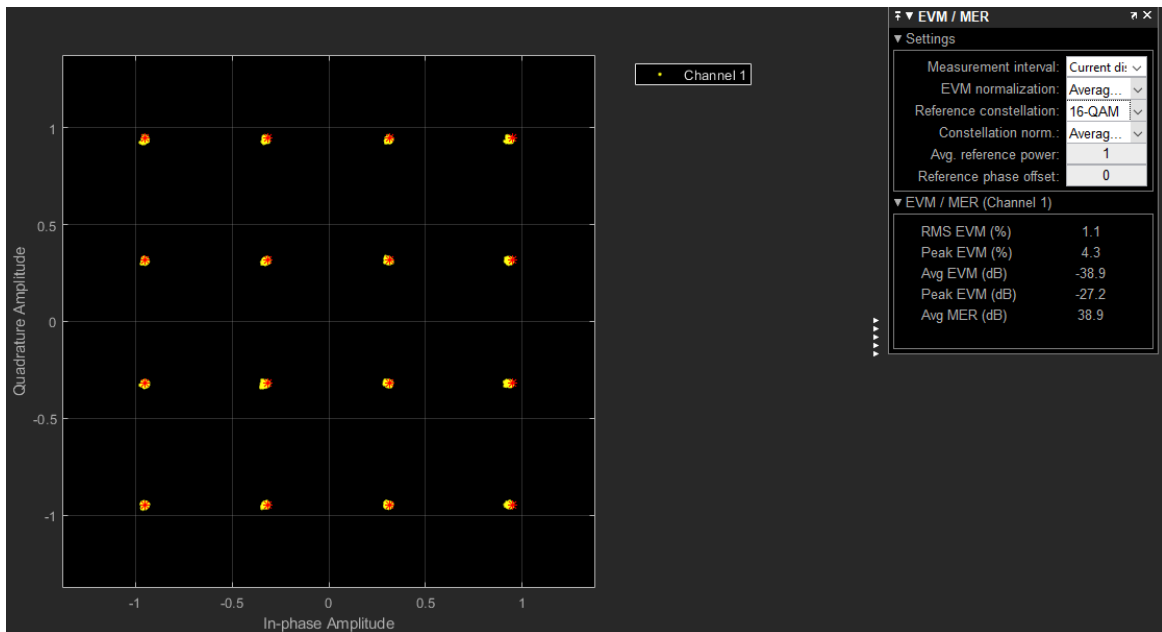 EVM / MER
Settings
Measurement interval: Current di:
EVM normalization: Averag...
Reference constellation: 16-QAM
Constellation norm.: Averag...
Avg. reference power: 1
Reference phase offset: 0
EVM / MER (Channel 1)
RMS EVM (%) 1.1
Peak EVM (%) 4.3
Avg EVM (dB) -38.9
Peak EVM (dB) -27.2
Avg MER (dB) 38.9
Channel 1
Quadrature Amplitude
1
0.5
0
-0.5
-1
-1 -0.5 0 0.5 1
In-phase Amplitude